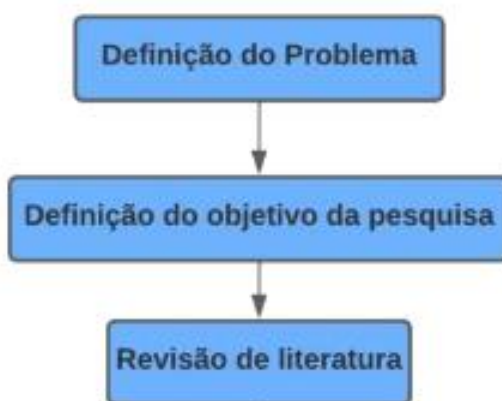 Definição do Problema
Definição do objetivo da pesquisa
Revisão de literatura